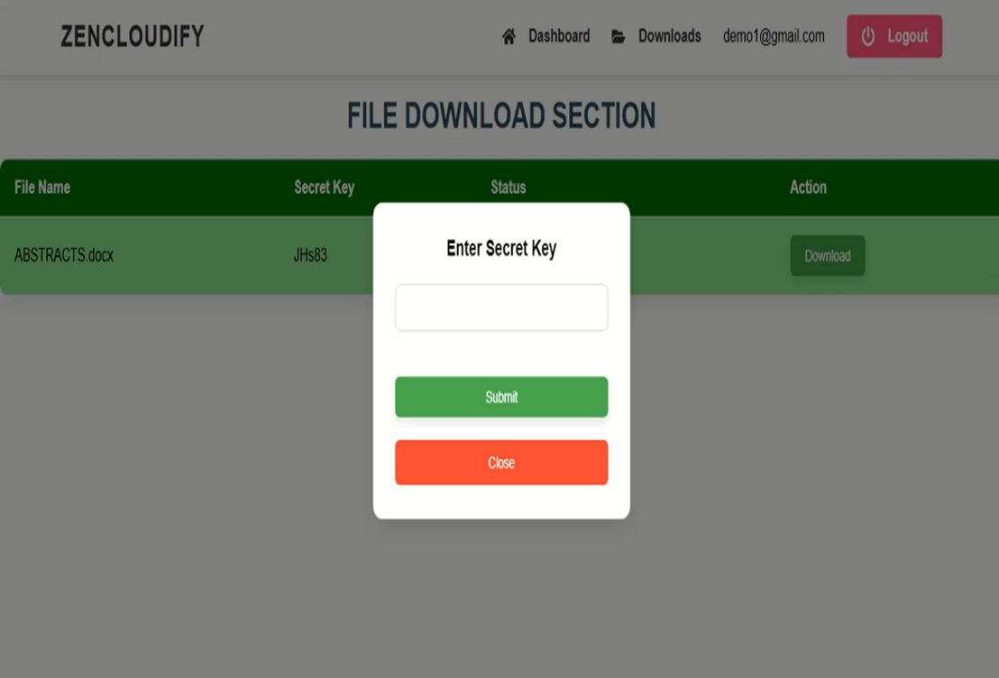 ZENCLOUDIFY
Dashboard Downloads demo1@gmail.com Logout
FILE DOWNLOAD SECTION
File Name Secret Key Status Action
ABSTRACTS.docx JHs83 Download
Enter Secret Key
Submit
Close